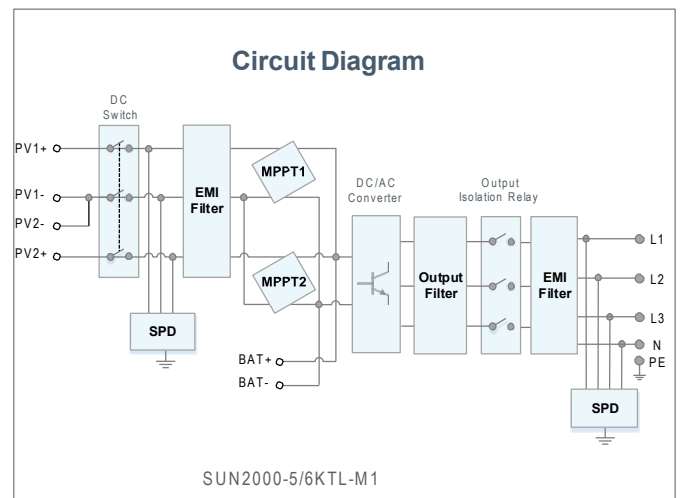 Circuit Diagram
DC
Switch
PV1+
PV1-
PV2-
PV2+
EMI
Filter
MPPT1
MPPT2
SPD
BAT+
BAT-
DC/AC
Converter
Output
Filter
Output
Isolation Relay
EMI
Filter
L1
L2
L3
N
PE
SPD
SUN2000-5/6KTL-M1